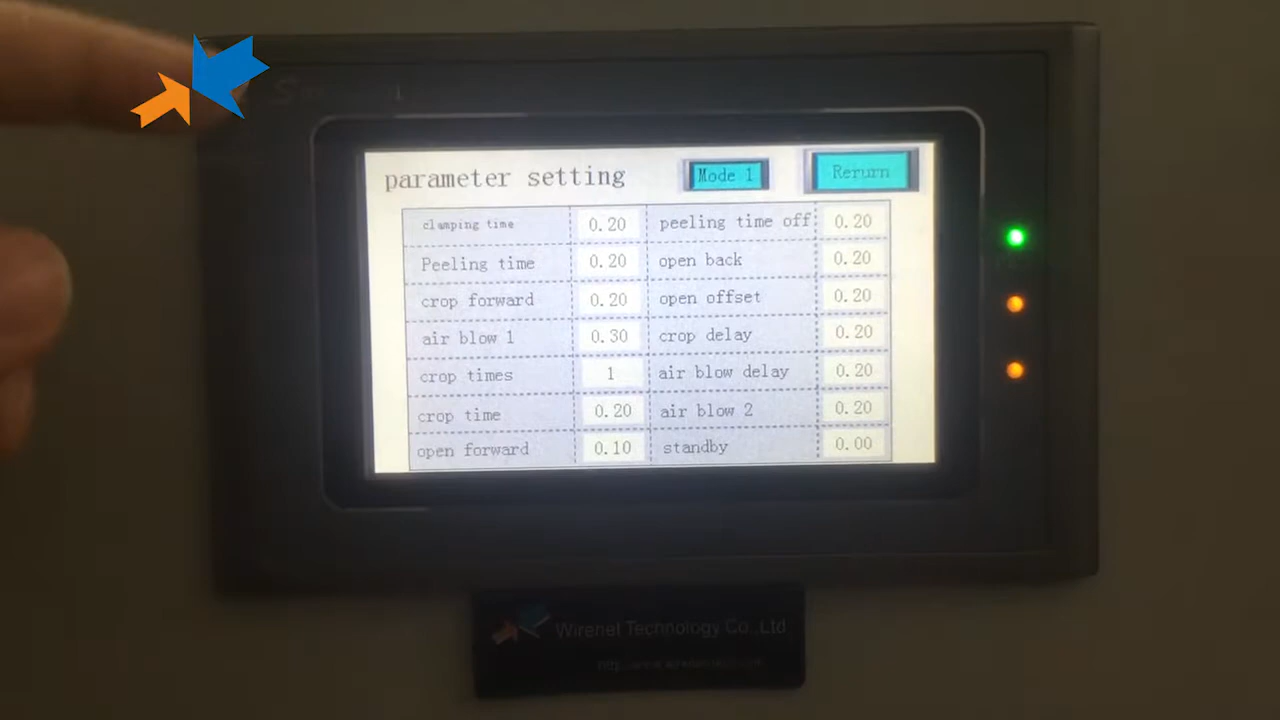 parameter setting Mode 1 Rerurn
clamping time 0.20 peeling time off 0.20
Peeling time 0.20 open back 0.20
crop forward 0.20 open offset 0.20
air blow 1 0.30 crop delay 0.20
crop times 1 air blow delay 0.20
crop time 0.20 air blow 2 0.20
open forward 0.10 standby 0.00
Wirenet Technology Co.,Ltd